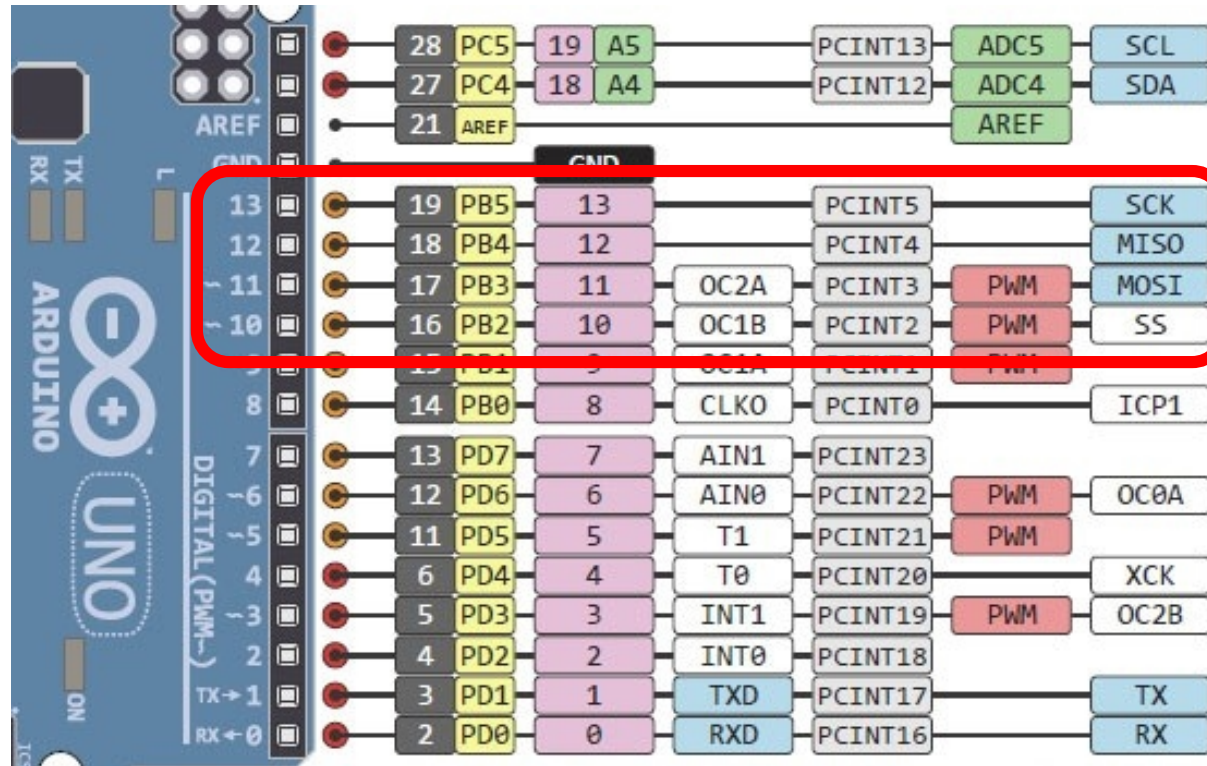 28 PC5 19 A5 PCINT13 ADC5 SCL
27 PC4 18 A4 PCINT12 ADC4 SDA
AREF 21 AREF AREF
GND GND
RX TX L
13 19 PB5 13 PCINT5 SCK
12 18 PB4 12 PCINT4 MISO
~11 17 PB3 11 OC2A PCINT3 PWM MOSI
~10 16 PB2 10 OC1B PCINT2 PWM SS
9 15 PB1 9 OC1A PCINT1 PWM
8 14 PB0 8 CLKO PCINT0 ICP1
ARDUINO
UNO
DIGITAL(PWM~)
7 13 PD7 7 AIN1 PCINT23
~6 12 PD6 6 AIN0 PCINT22 PWM OC0A
~5 11 PD5 5 T1 PCINT21 PWM
4 6 PD4 4 T0 PCINT20 XCK
~3 5 PD3 3 INT1 PCINT19 PWM OC2B
2 4 PD2 2 INT0 PCINT18
TX→1 3 PD1 1 TXD PCINT17 TX
RX←0 2 PD0 0 RXD PCINT16 RX
ON